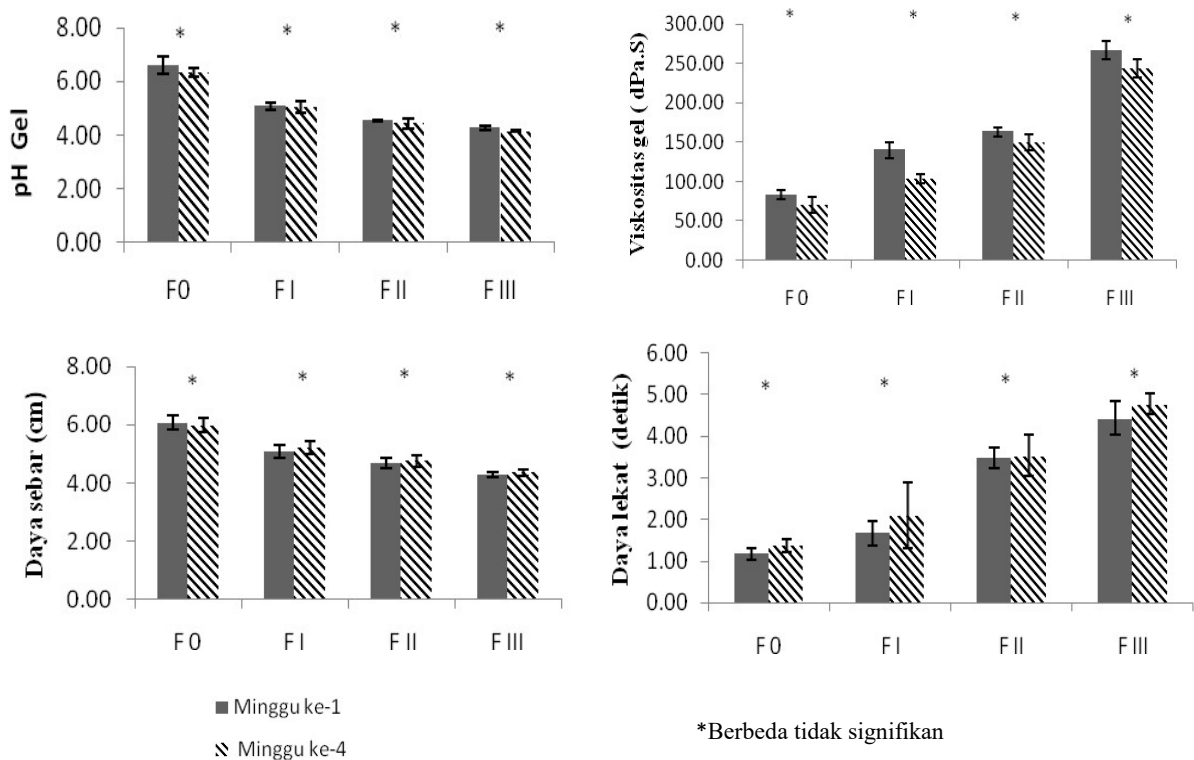 8.00
6.00
4.00
2.00
0.00
pH Gel
* * * *
F0 F I F II F III
300.00
250.00
200.00
150.00
100.00
50.00
0.00
Viskositas gel ( dPa.S)
* * * *
F 0 F I F II F III
8.00
6.00
4.00
2.00
0.00
Daya sebar (cm)
* * * *
F 0 F I F II F III
6.00
5.00
4.00
3.00
2.00
1.00
0.00
Daya lekat (detik)
* * * *
F 0 F I F II F III
Minggu ke-1
Minggu ke-4
*Berbeda tidak signifikan